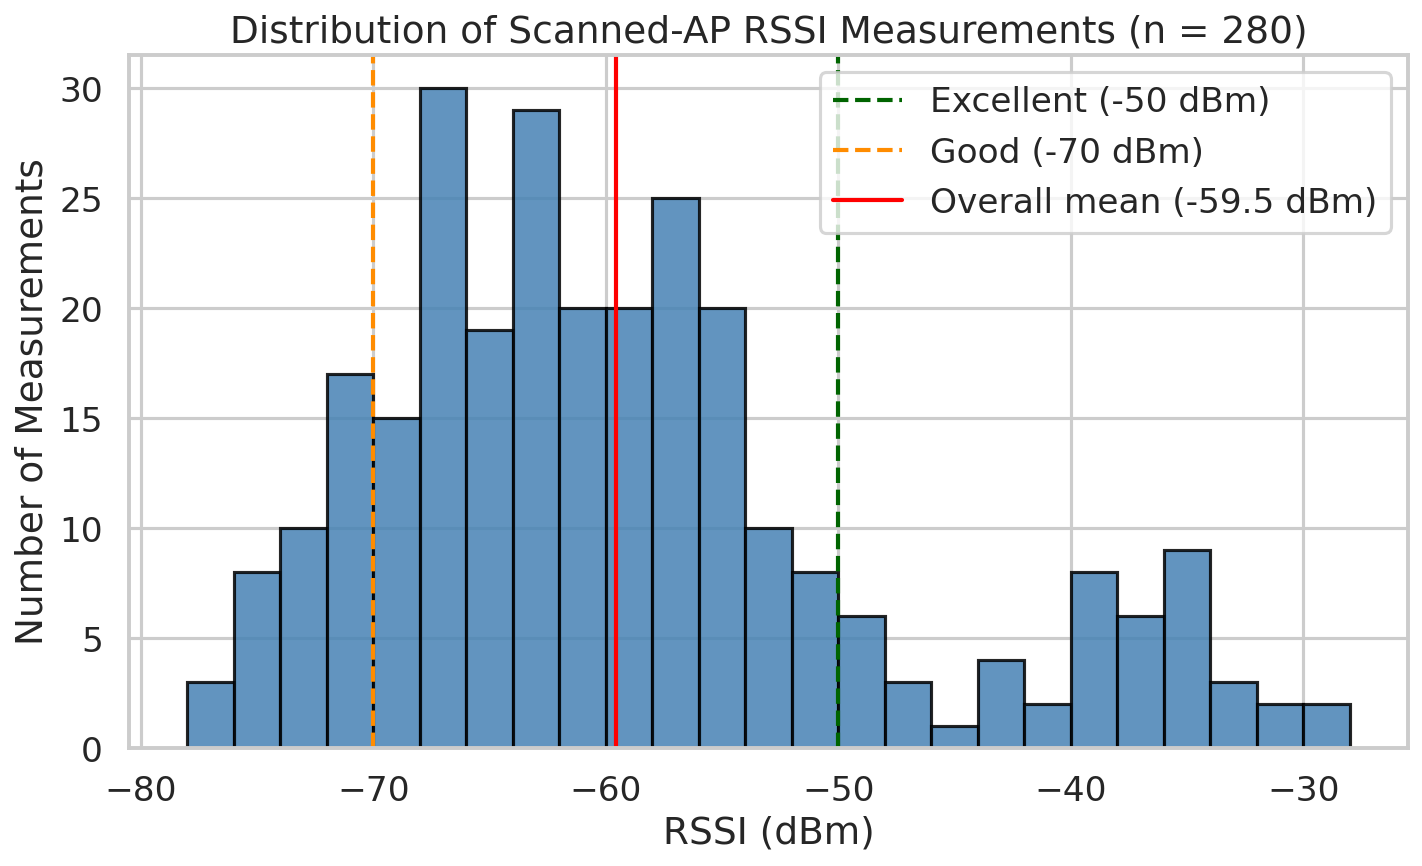 Distribution of Scanned-AP RSSI Measurements (n = 280)
Excellent (-50 dBm)
Good (-70 dBm)
Overall mean (-59.5 dBm)
Number of Measurements
30
25
20
15
10
5
0
−80 −70 −60 −50 −40 −30
RSSI (dBm)